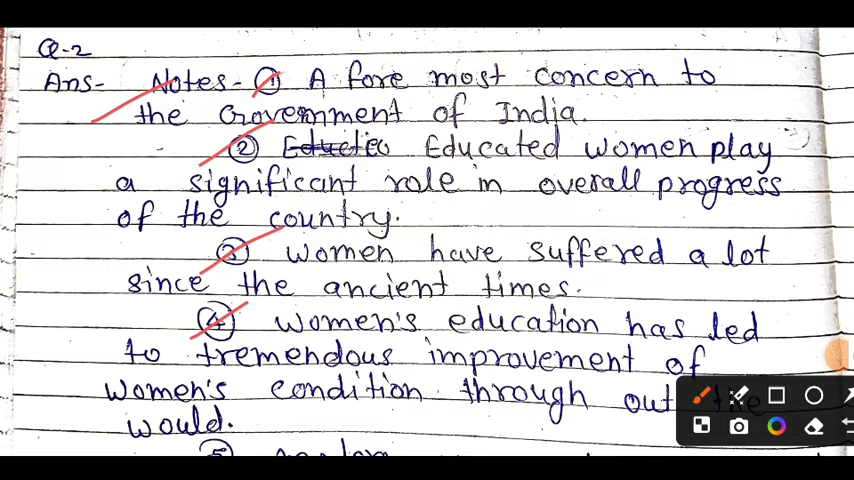 Q-2
Ans- Notes- ① A fore most concern to
the Government of India.
② Educated women play
a significant role in overall progress
of the country.
③ women have suffered a lot
since the ancient times.
④ women's education has led
to tremendous improvement of
women's condition through out the
would.
⑤